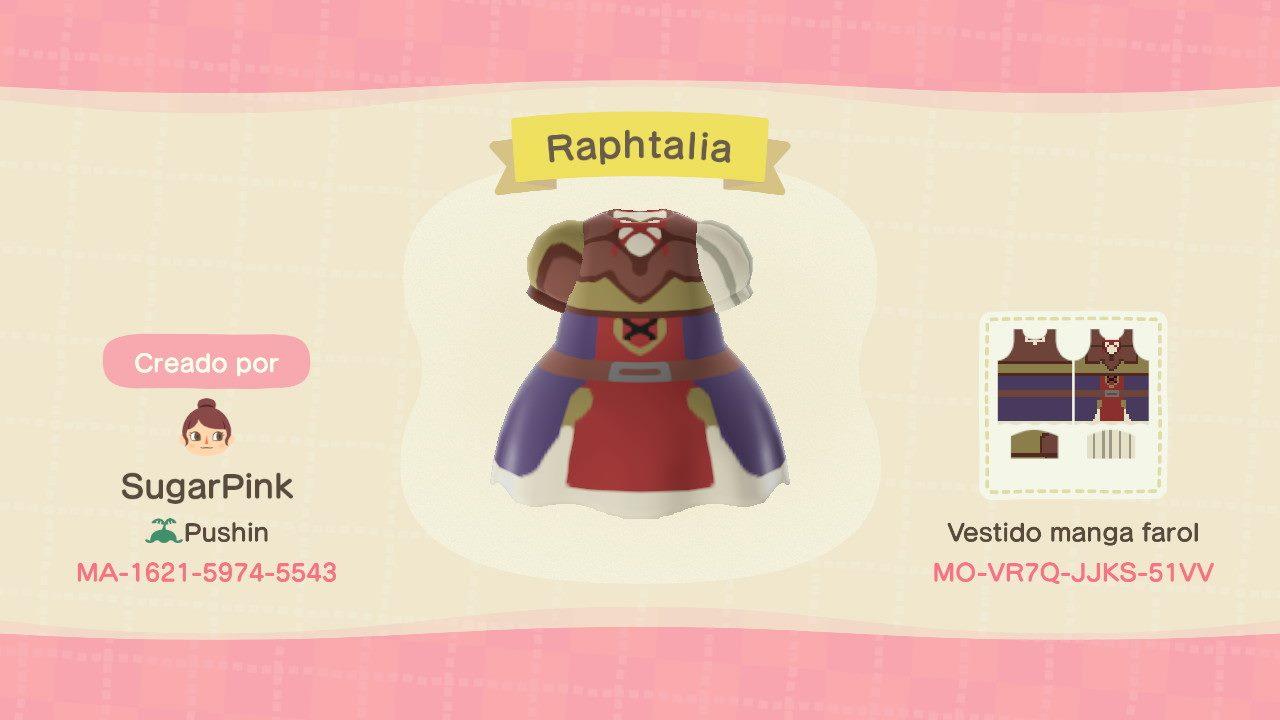 Raphtalia
Creado por
SugarPink
Pushin
MA-1621-5974-5543
Vestido manga farol
MO-VR7Q-JJKS-51VV